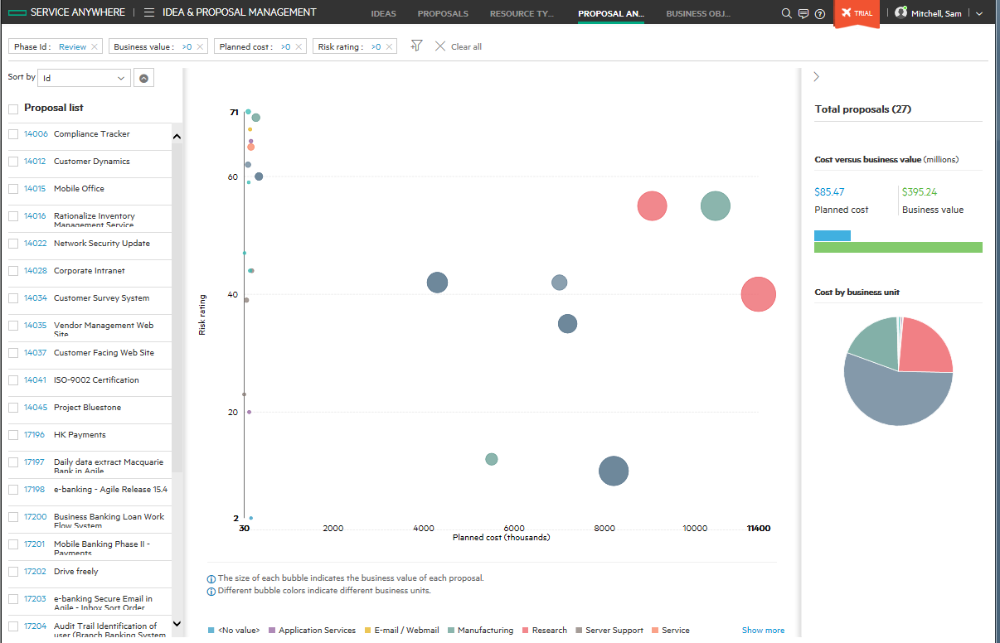 SERVICE ANYWHERE
IDEA & PROPOSAL MANAGEMENT
IDEAS
PROPOSALS
RESOURCE TY...
PROPOSAL AN...
BUSINESS OBJ...
TRIAL
Mitchell, Sam
Phase Id : Review
Business value : >0
Planned cost : >0
Risk rating : >0
Clear all
Sort by
Id
Proposal list
14006 Compliance Tracker
14012 Customer Dynamics
14015 Mobile Office
14016 Rationalize Inventory
Management Service
14022 Network Security Update
14028 Corporate Intranet
14034 Customer Survey System
14035 Vendor Management Web
Site
14037 Customer Facing Web Site
14041 ISO-9002 Certification
14045 Project Bluestone
17196 HK Payments
17197 Daily data extract Macquarie
Bank in Agile
17198 e-banking - Agile Release 15.4
17200 Business Banking Loan Work
Flow System
17201 Mobile Banking Phase II -
Payments
17202 Drive freely
17203 e-banking Secure Email in
Agile - Inbox Sort Order
17204 Audit Trail Identification of
user (Branch Banking System
71
60
40
20
2
Risk rating
30
2000
4000
6000
8000
10000
11400
Planned cost (thousands)
The size of each bubble indicates the business value of each proposal.
Different bubble colors indicate different business units.
<No value>
Application Services
E-mail / Webmail
Manufacturing
Research
Server Support
Service
Show more
Total proposals (27)
Cost versus business value (millions)
$85.47
Planned cost
$395.24
Business value
Cost by business unit